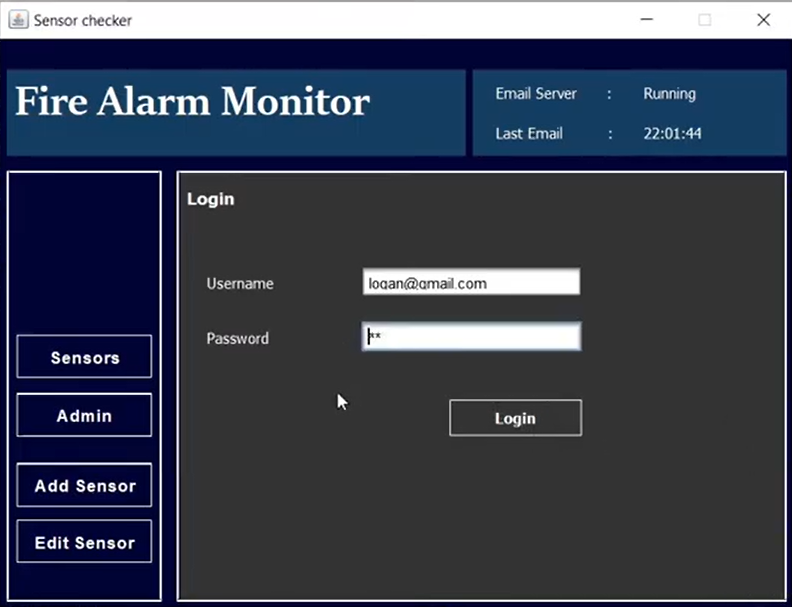 Sensor checker
Fire Alarm Monitor
Email Server : Running
Last Email : 22:01:44
Login
Username logan@gmail.com
Password **
Login
Sensors
Admin
Add Sensor
Edit Sensor